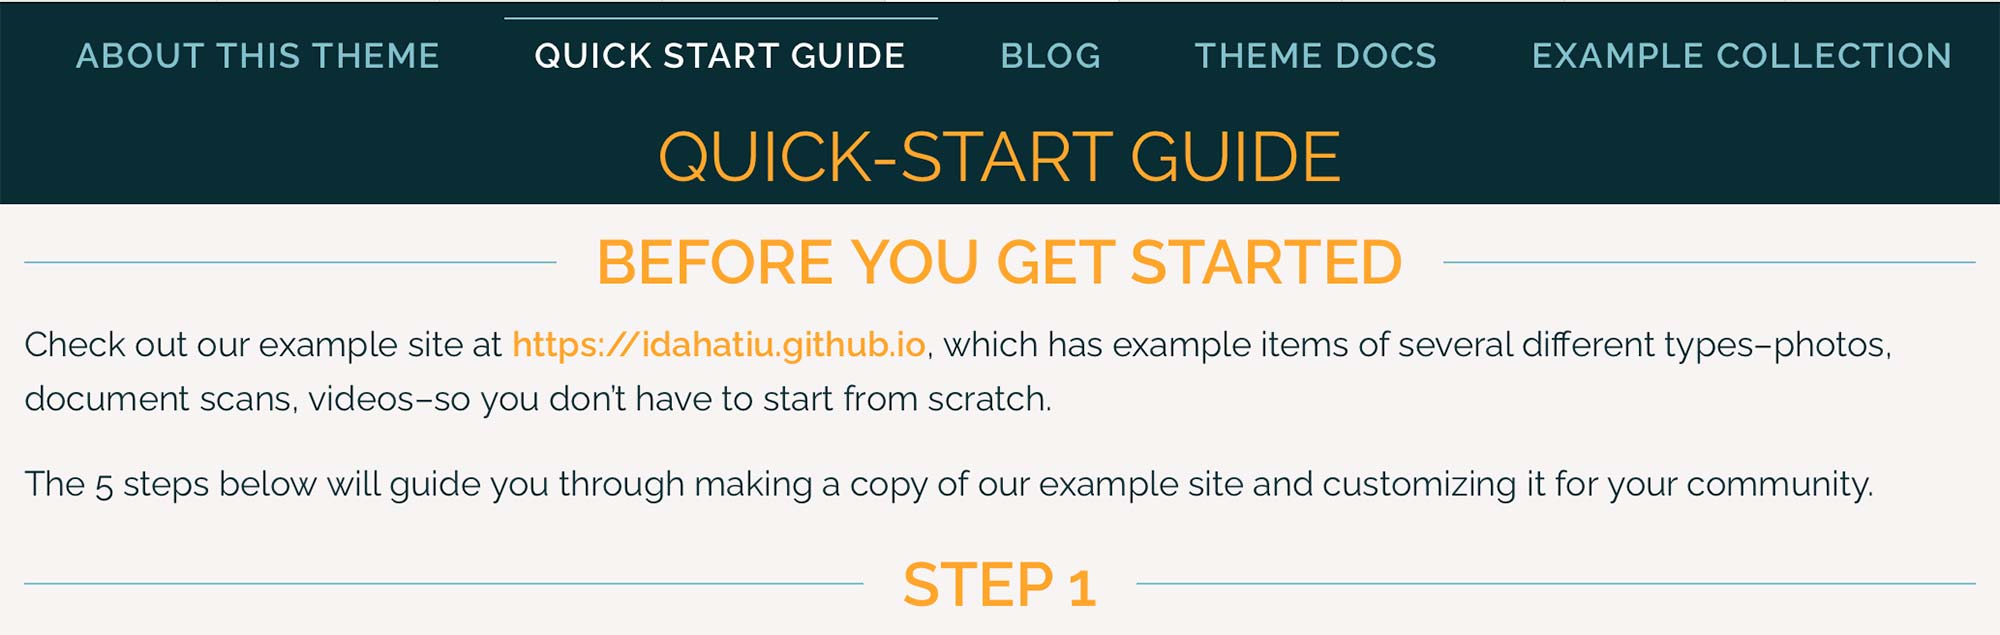 ABOUT THIS THEME QUICK START GUIDE BLOG THEME DOCS EXAMPLE COLLECTION
QUICK-START GUIDE
BEFORE YOU GET STARTED
Check out our example site at https://idahatiu.github.io, which has example items of several different types–photos,
document scans, videos–so you don’t have to start from scratch.
The 5 steps below will guide you through making a copy of our example site and customizing it for your community.
STEP 1